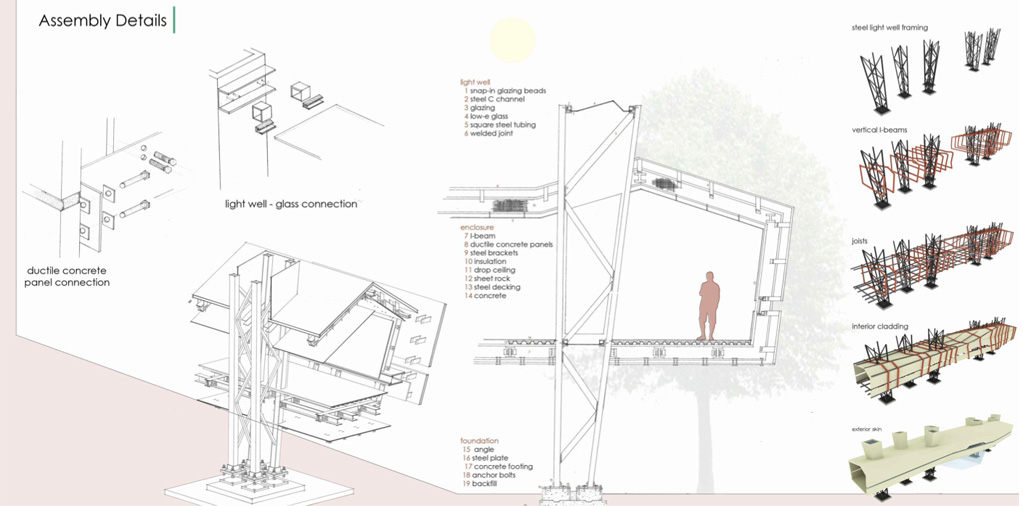 Assembly Details
light well - glass connection
ductile concrete
panel connection
light well
1 snap-in glazing beads
2 steel C channel
3 glazing
4 low-e glass
5 square steel tubing
6 welded joint
enclosure
7 I-beam
8 ductile concrete panels
9 steel brackets
10 insulation
11 drop ceiling
12 sheet rock
13 steel decking
14 concrete
foundation
15 angle
16 steel plate
17 concrete footing
18 anchor bolts
19 backfill
steel light well framing
vertical I-beams
joists
interior cladding
exterior skin